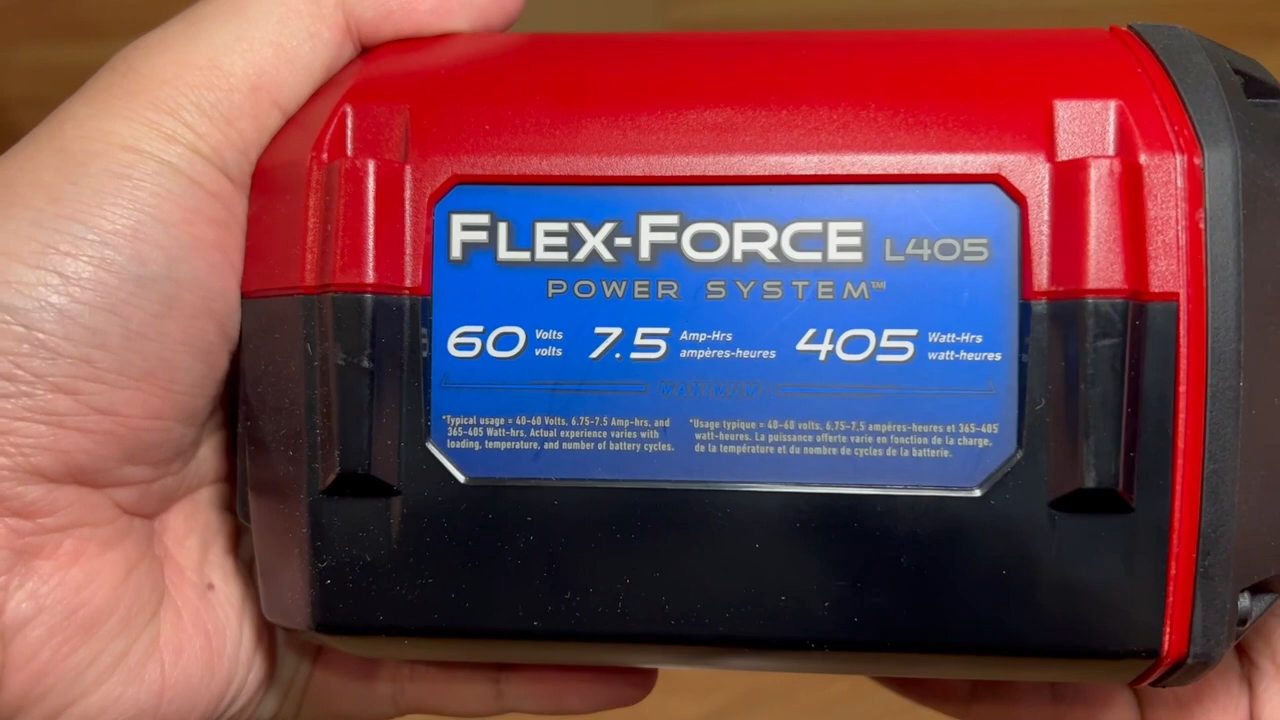 FLEX-FORCE L405
POWER SYSTEM™
60 Volts volts 7.5 Amp-Hrs ampères-heures 405 Watt-Hrs watt-heures
MAXIMUM
*Typical usage = 40-60 Volts, 6.75-7.5 Amp-hrs, and
365-405 Watt-Hrs. Actual experience varies with
loading, temperature, and number of battery cycles.
*Usage typique = 40-60 volts, 6,75-7,5 ampères-heures et 365-405
watt-heures. La puissance offerte varie en fonction de la charge,
de la température et du nombre de cycles de la batterie.